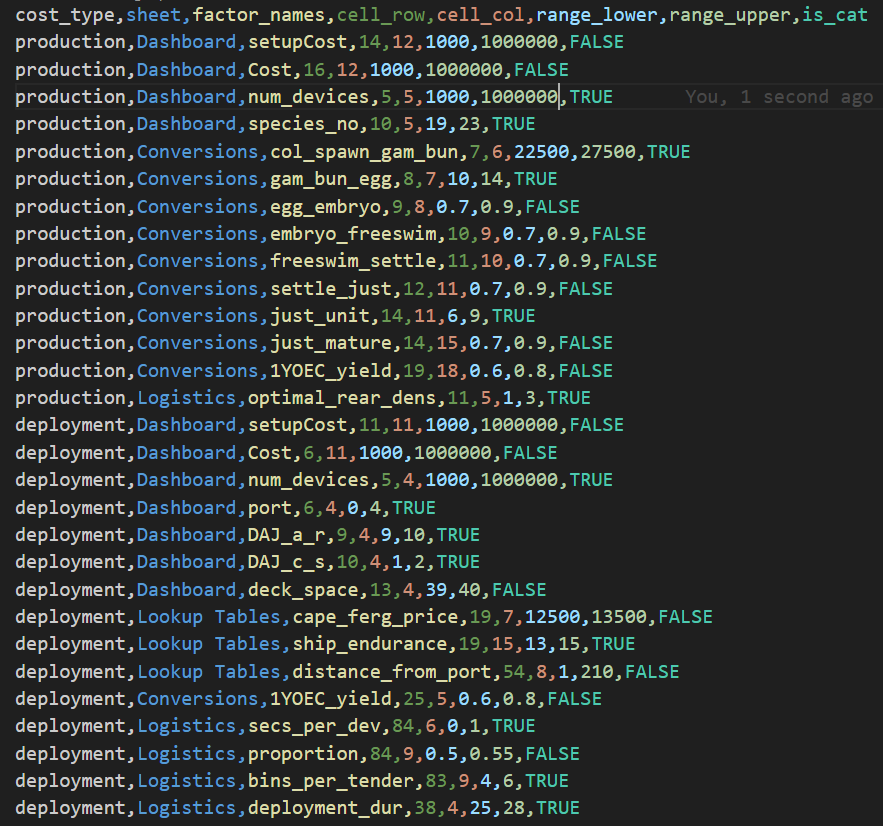 cost_type,sheet,factor_names,cell_row,cell_col,range_lower,range_upper,is_cat
production,Dashboard,setupCost,14,12,1000,1000000,FALSE
production,Dashboard,Cost,16,12,1000,1000000,FALSE
production,Dashboard,num_devices,5,5,1000,1000000,TRUE You, 1 second ago
production,Dashboard,species_no,10,5,19,23,TRUE
production,Conversions,col_spawn_gam_bun,7,6,22500,27500,TRUE
production,Conversions,gam_bun_egg,8,7,10,14,TRUE
production,Conversions,egg_embryo,9,8,0.7,0.9,FALSE
production,Conversions,embryo_freeswim,10,9,0.7,0.9,FALSE
production,Conversions,freeswim_settle,11,10,0.7,0.9,FALSE
production,Conversions,settle_just,12,11,0.7,0.9,FALSE
production,Conversions,just_unit,14,11,6,9,TRUE
production,Conversions,just_mature,14,15,0.7,0.9,FALSE
production,Conversions,1YOEC_yield,19,18,0.6,0.8,FALSE
production,Logistics,optimal_rear_dens,11,5,1,3,TRUE
deployment,Dashboard,setupCost,11,11,1000,1000000,FALSE
deployment,Dashboard,Cost,6,11,1000,1000000,FALSE
deployment,Dashboard,num_devices,5,4,1000,1000000,TRUE
deployment,Dashboard,port,6,4,0,4,TRUE
deployment,Dashboard,DAJ_a_r,9,4,9,10,TRUE
deployment,Dashboard,DAJ_c_s,10,4,1,2,TRUE
deployment,Dashboard,deck_space,13,4,39,40,FALSE
deployment,Lookup Tables,cape_ferg_price,19,7,12500,13500,FALSE
deployment,Lookup Tables,ship_endurance,19,15,13,15,TRUE
deployment,Lookup Tables,distance_from_port,54,8,1,210,FALSE
deployment,Conversions,1YOEC_yield,25,5,0.6,0.8,FALSE
deployment,Logistics,secs_per_dev,84,6,0,1,TRUE
deployment,Logistics,proportion,84,9,0.5,0.55,FALSE
deployment,Logistics,bins_per_tender,83,9,4,6,TRUE
deployment,Logistics,deployment_dur,38,4,25,28,TRUE